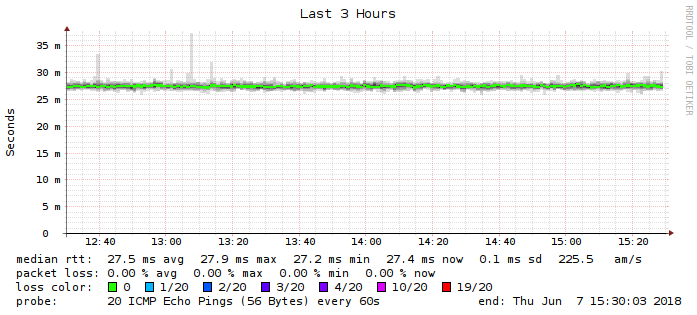 Last 3 Hours
RRDTOOL / TOBI OETIKER
Seconds
35 m
30 m
25 m
20 m
15 m
10 m
5 m
0
12:40 13:00 13:20 13:40 14:00 14:20 14:40 15:00 15:20
median rtt: 27.5 ms avg 27.9 ms max 27.2 ms min 27.4 ms now 0.1 ms sd 225.5 am/s
packet loss: 0.00 % avg 0.00 % max 0.00 % min 0.00 % now
loss color: 0 1/20 2/20 3/20 4/20 10/20 19/20
probe: 20 ICMP Echo Pings (56 Bytes) every 60s end: Thu Jun 7 15:30:03 2018